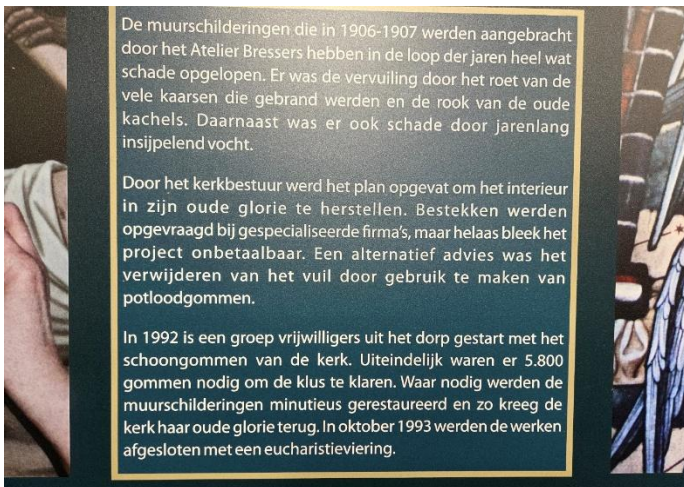 De muurschilderingen die in 1906-1907 werden aangebracht
door het Atelier Bressers hebben in de loop der jaren heel wat
schade opgelopen. Er was de vervuiling door het roet van de
vele kaarsen die gebrand werden en de rook van de oude
kachels. Daarnaast was er ook schade door jarenlang
insijpelend vocht.
Door het kerkbestuur werd het plan opgevat om het interieur
in zijn oude glorie te herstellen. Bestekken werden
opgevraagd bij gespecialiseerde firma's, maar helaas bleek het
project onbetaalbaar. Een alternatief advies was het
verwijderen van het vuil door gebruik te maken van
potloodgommen.
In 1992 is een groep vrijwilligers uit het dorp gestart met het
schoongommen van de kerk. Uiteindelijk waren er 5.800
gommen nodig om de klus te klaren. Waar nodig werden de
muurschilderingen minutieus gerestaureerd en zo kreeg de
kerk haar oude glorie terug. In oktober 1993 werden de werken
afgesloten met een eucharistieviering.